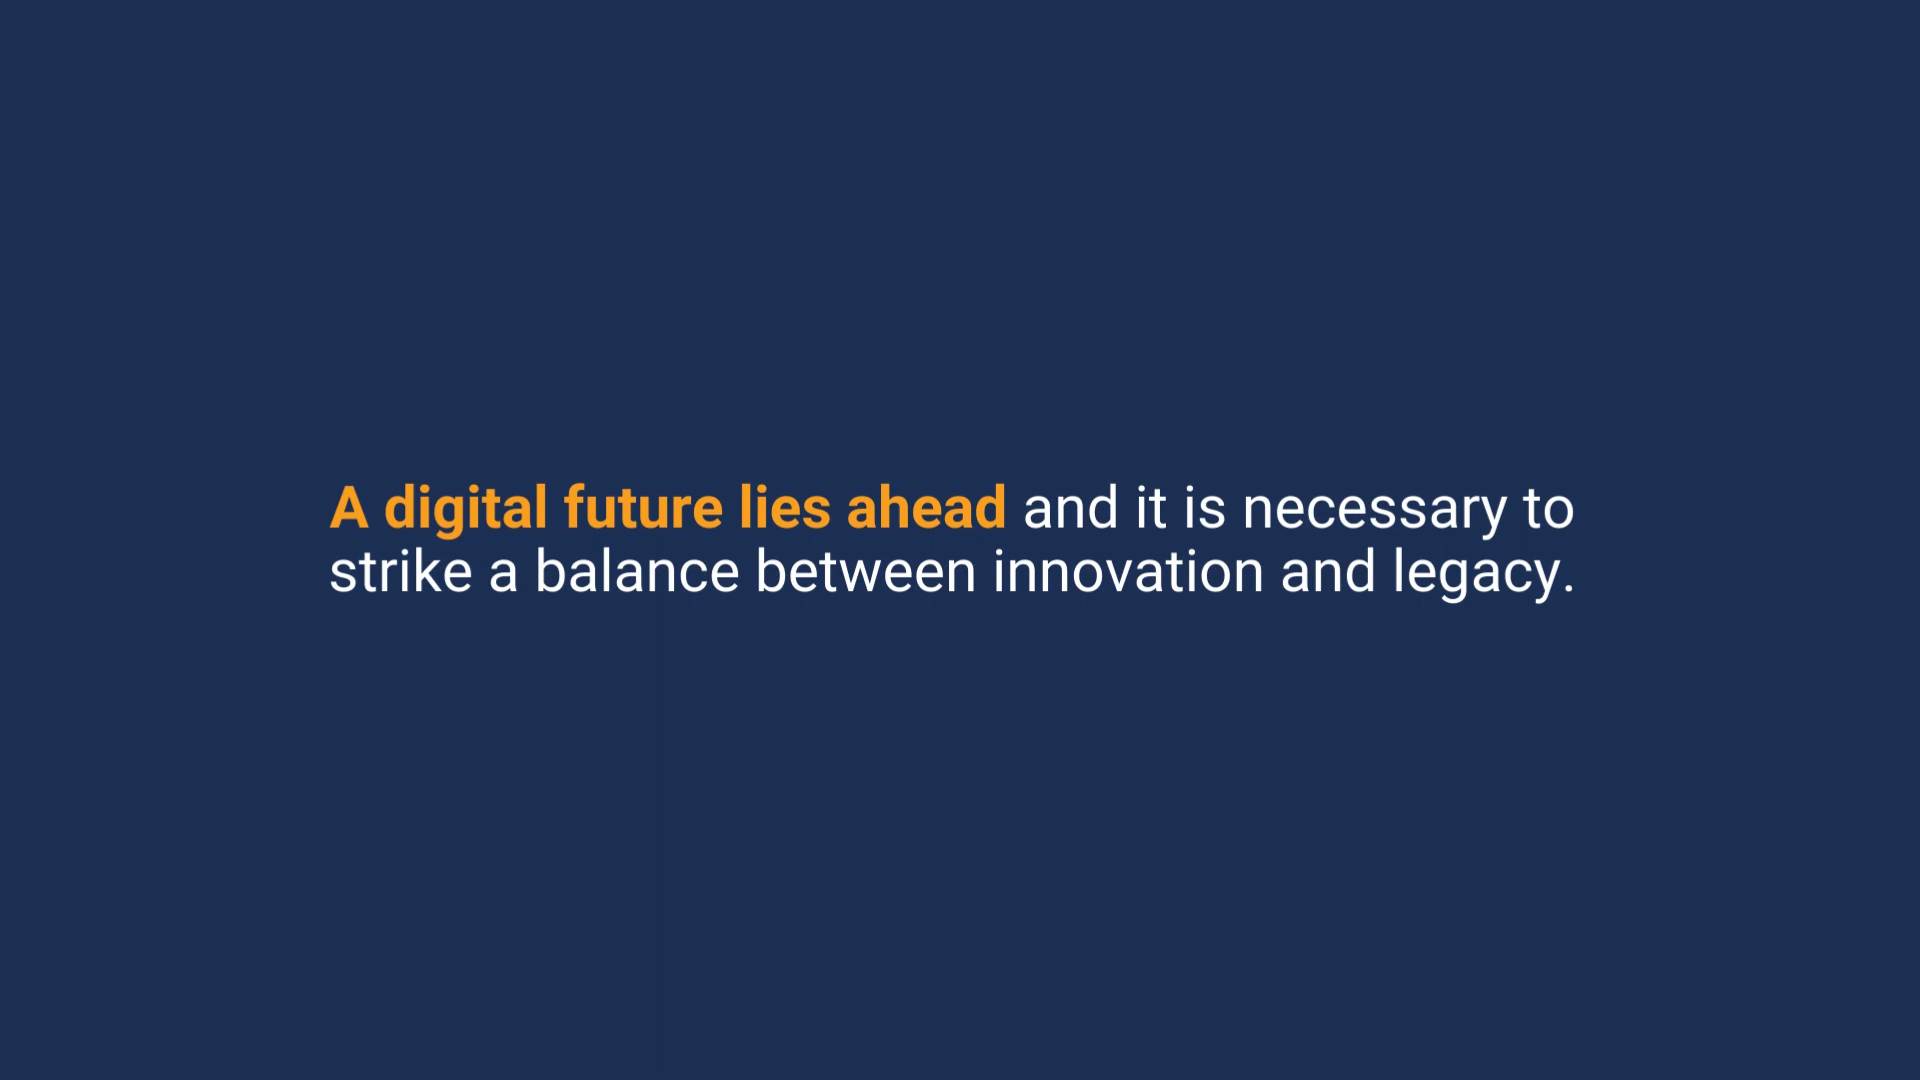 A digital future lies ahead and it is necessary to
strike a balance between innovation and legacy.